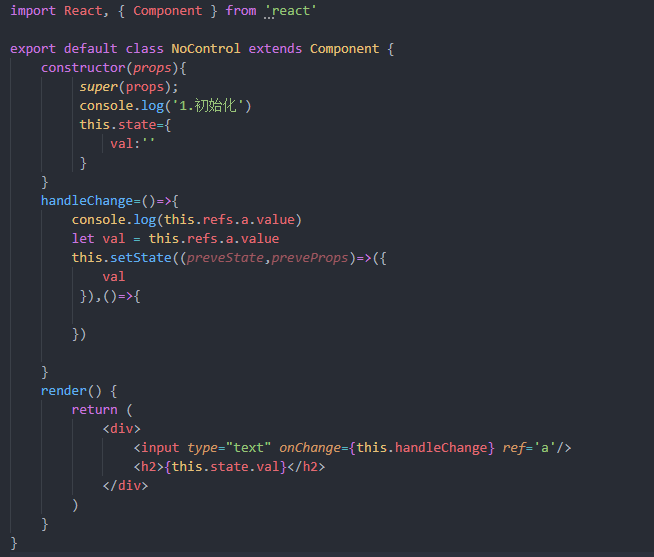 import React, { Component } from 'react'
export default class NoControl extends Component {
constructor(props){
super(props);
console.log('1.初始化')
this.state={
val:''
}
}
handleChange=()=>{
console.log(this.refs.a.value)
let val = this.refs.a.value
this.setState((preveState,preveProps)=>({
val
}),()=>{
})
}
render() {
return (
<div>
<input type="text" onChange={this.handleChange} ref='a'/>
<h2>{this.state.val}</h2>
</div>
)
}
}